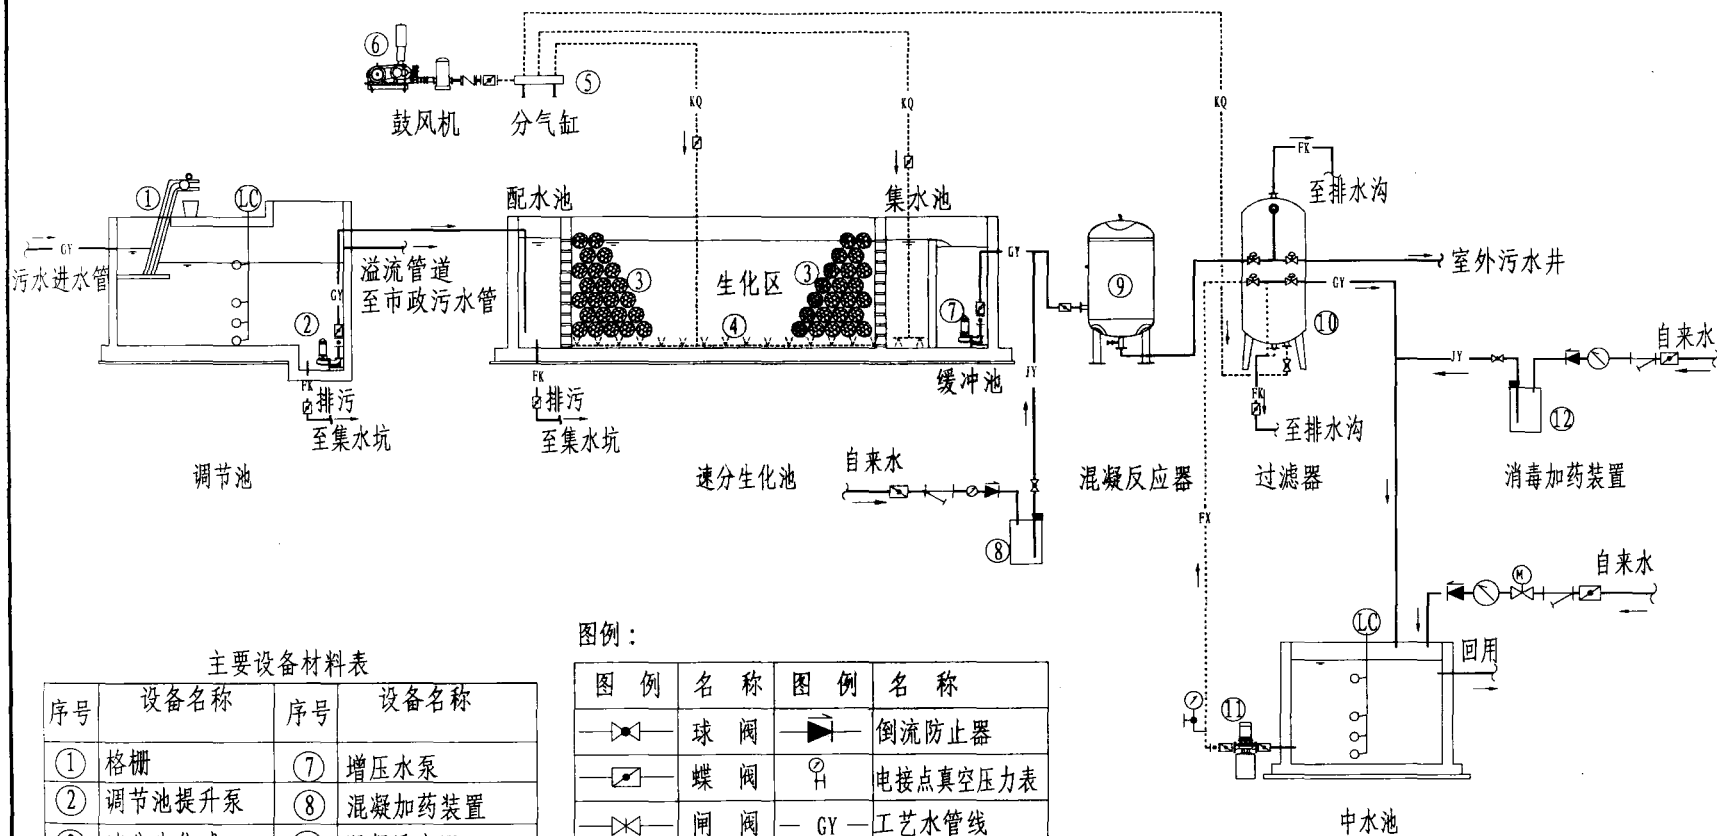 ⑥
⑤
鼓风机
分气缸
KQ
KQ
KQ
FK
至排水沟
①
LC
配水池
集水池
GY
污水进水管
溢流管道
至市政污水管
GY
②
③
生化区
③
④
⑦
GY
⑨
⑩
GY
室外污水井
自来水
JY
⑫
FK
排污
至集水坑
FK
排污
至集水坑
缓冲池
JY
FK
至排水沟
调节池
速分生化池
自来水
混凝反应器
过滤器
消毒加药装置
⑧
FX
M
自来水
LC
回用
⑪
中水池
主要设备材料表
序号 设备名称 序号 设备名称
① 格栅 ⑦ 增压水泵
② 调节池提升泵 ⑧ 混凝加药装置
图例：
图 例 名 称 图 例 名 称
球 阀 倒流防止器
蝶 阀 电接点真空压力表
闸 阀 GY 工艺水管线